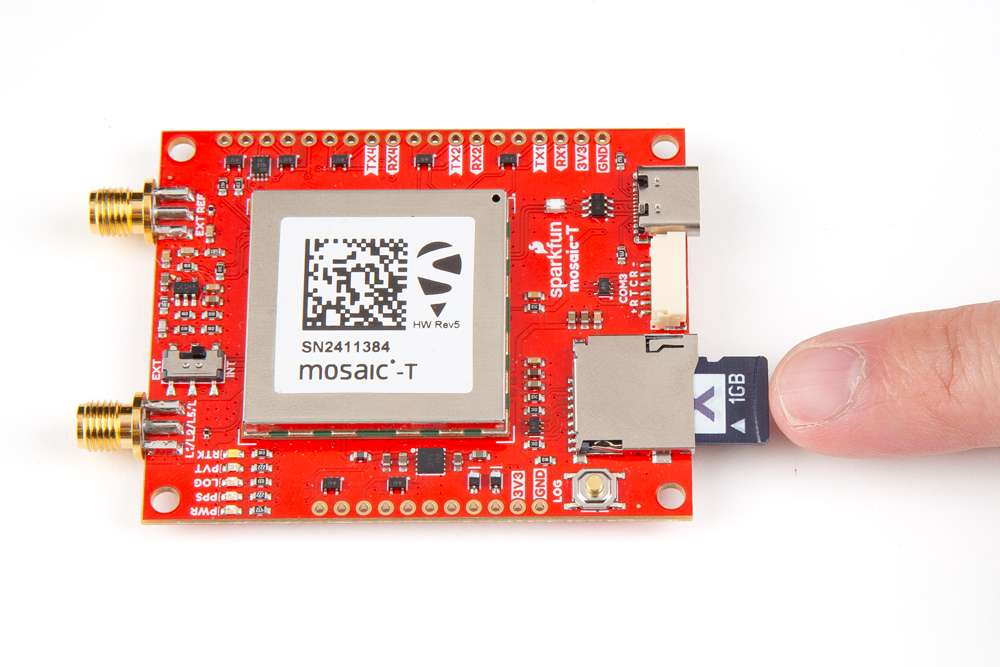 TX4
RX4
TX2
RX2
TX1
RX1
3V3
GND
EXT REF
sparkfun
mosaic-T
COM3
-RTCR-
HW Rev5
SN2411384
mosaic-T
EXT
INT
L1/L2/L5/L
RTK
PVT
LOG
PPS
PWR
3V3
GND
LOG
1GB